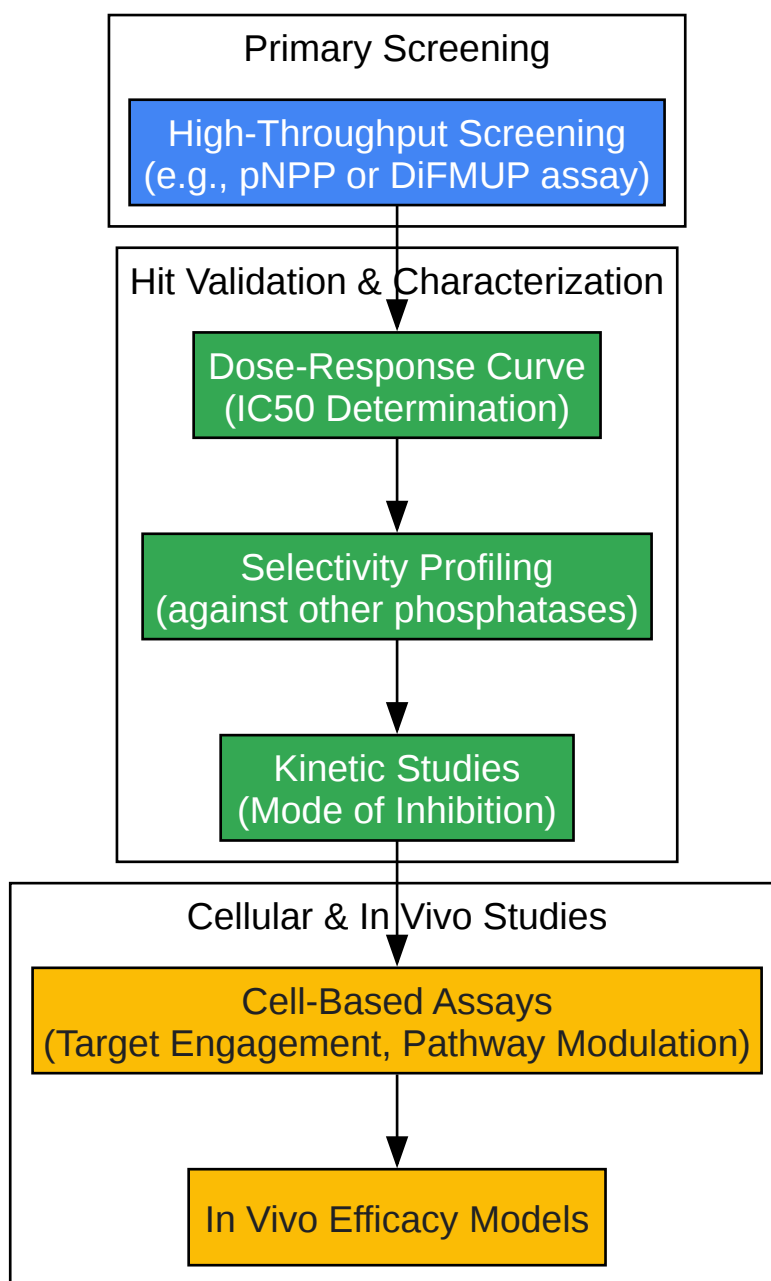 Primary Screening
High-Throughput Screening
(e.g., pNPP or DiFMUP assay)
Hit Validation & Characterization
Dose-Response Curve
(IC50 Determination)
Selectivity Profiling
(against other phosphatases)
Kinetic Studies
(Mode of Inhibition)
Cellular & In Vivo Studies
Cell-Based Assays
(Target Engagement, Pathway Modulation)
In Vivo Efficacy Models